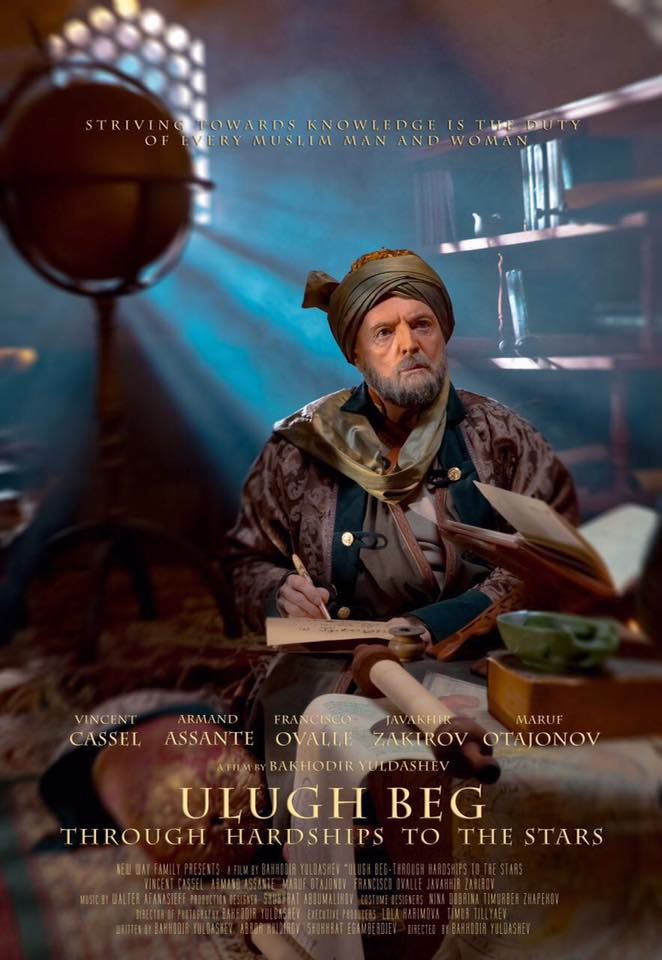 STRIVING TOWARDS KNOWLEDGE IS THE DUTY
OF EVERY MUSLIM MAN AND WOMAN
VINCENT CASSEL
ARMAND ASSANTE
FRANCISCO OVALLE
JAVAKHIR ZAKIROV
MARUF OTAJONOV
A FILM BY BAKHODIR YULDASHEV
ULUGH BEG
THROUGH HARDSHIPS TO THE STARS
NEW WAY FAMILY PRESENTS A FILM BY BAKHODIR YULDASHEV "ULUGH BEG-THROUGH HARDSHIPS TO THE STARS
VINCENT CASSEL ARMAND ASSANTE MARUF OTAJONOV FRANCISCO OVALLE JAVAHIR ZAKIROV
MUSIC BY WALTER AFANASIEFF PRODUCTION DESIGNER SHUKHRAT ABDUMALIKOV COSTUME DESIGNERS NINA DOBRINA TIMURBEK ZHAPEHOV
DIRECTOR OF PHOTOGRAPHY BAKHODIR YULDASHEV EXECUTIVE PRODUCERS LOLA KARIMOVA TIMUR TILLYAEV
WRITTEN BY BAKHODIR YULDASHEV ABROR SHUKHRAT EGAMBERDIEV DIRECTED BY BAKHODIR YULDASHEV